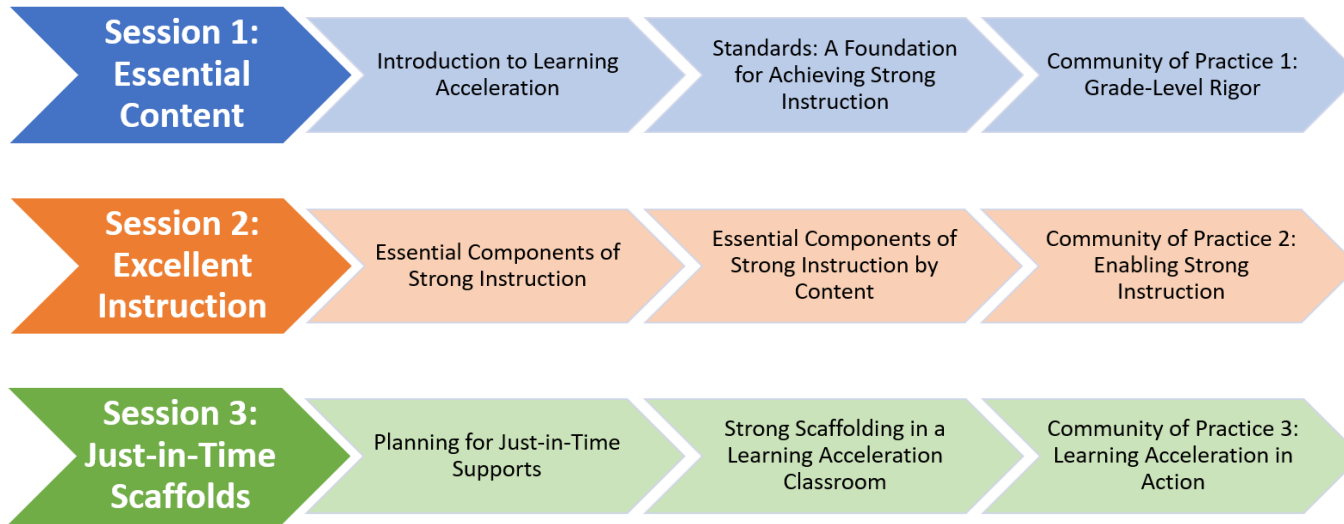 Session 1:
Essential
Content
Introduction to Learning
Acceleration
Standards: A Foundation
for Achieving Strong
Instruction
Community of Practice 1:
Grade-Level Rigor
Session 2:
Excellent
Instruction
Essential Components of
Strong Instruction
Essential Components of
Strong Instruction by
Content
Community of Practice 2:
Enabling Strong
Instruction
Session 3:
Just-in-Time
Scaffolds
Planning for Just-in-Time
Supports
Strong Scaffolding in a
Learning Acceleration
Classroom
Community of Practice 3:
Learning Acceleration in
Action